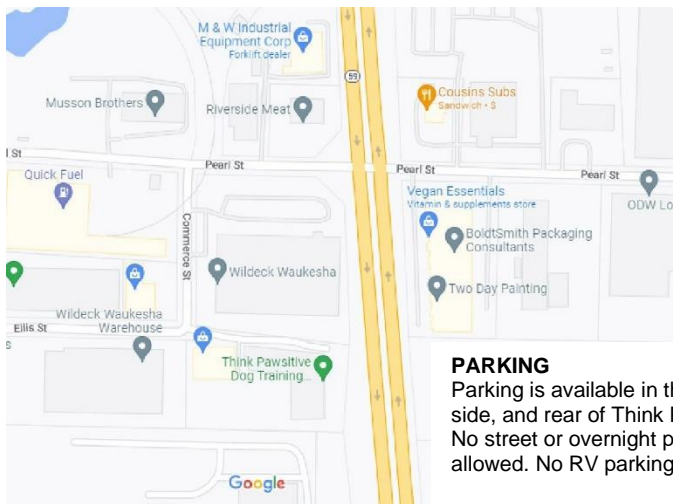 M & W Industrial
Equipment Corp
Forklift dealer
59
Musson Brothers
Riverside Meat
Cousins Subs
Sandwich • $
St
Pearl St
Pearl St
Pearl St
Quick Fuel
Vegan Essentials
Vitamin & supplements store
ODW Lo
BoldtSmith Packaging
Consultants
Commerce St
Wildeck Waukesha
Two Day Painting
Wildeck Waukesha
Warehouse
Ellis St
s
Think Pawsitive
Dog Training...
Google
PARKING
Parking is available in th
side, and rear of Think
No street or overnight p
allowed. No RV parking